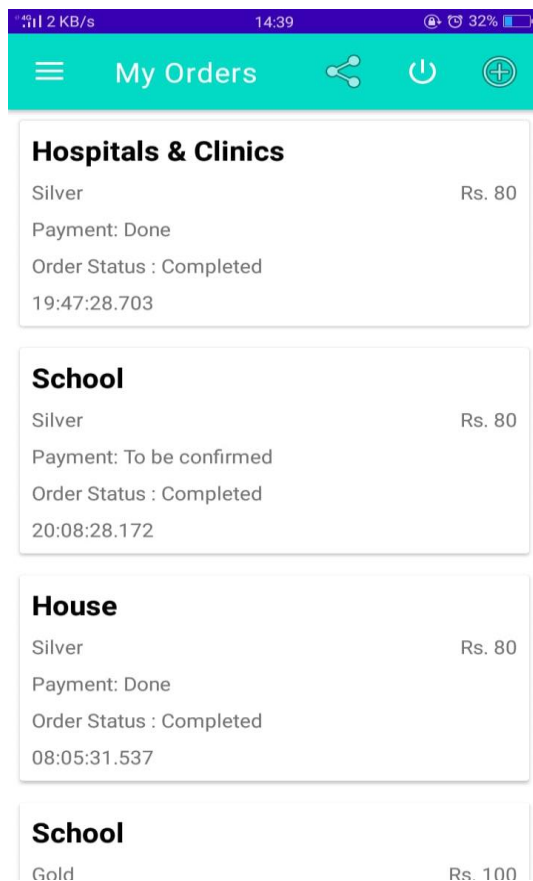 4G 2 KB/s 14:39 32%
My Orders
Hospitals & Clinics
Silver Rs. 80
Payment: Done
Order Status : Completed
19:47:28.703
School
Silver Rs. 80
Payment: To be confirmed
Order Status : Completed
20:08:28.172
House
Silver Rs. 80
Payment: Done
Order Status : Completed
08:05:31.537
School
Gold Rs. 100